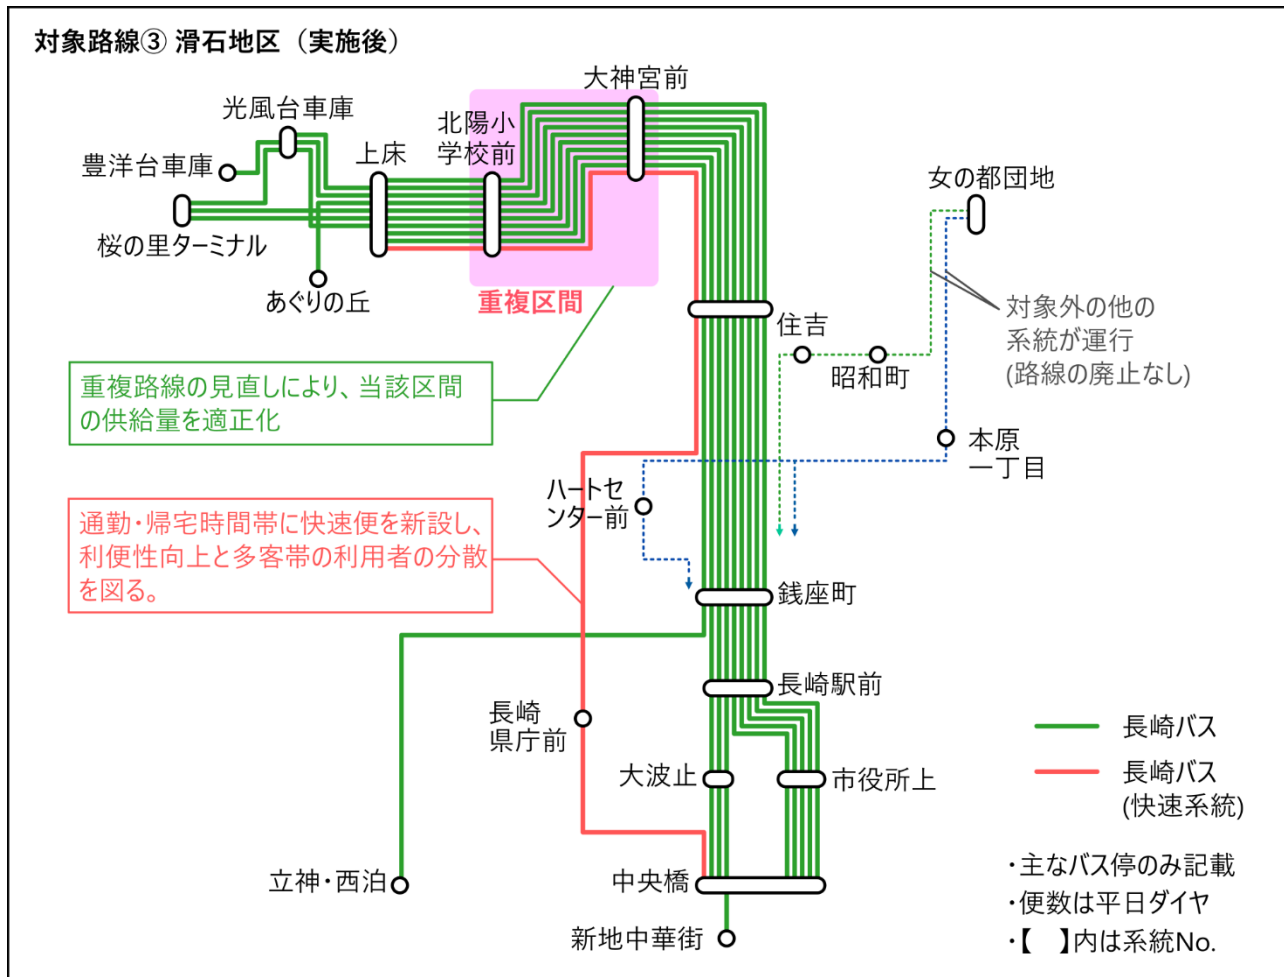 対象路線③ 滑石地区（実施後）
大神宮前
光風台車庫
北陽小
学校前
上床
豊洋台車庫
女の都団地
桜の里ターミナル
あぐりの丘
重複区間
住吉
対象外の他の
系統が運行
(路線の廃止なし)
昭和町
重複路線の見直しにより、当該区間
の供給量を適正化
本原
一丁目
ハートセ
ンター前
通勤・帰宅時間帯に快速便を新設し、
利便性向上と多客帯の利用者の分散
を図る。
銭座町
長崎駅前
長崎
県庁前
長崎バス
大波止
市役所上
長崎バス
(快速系統)
立神・西泊
中央橋
・主なバス停のみ記載
・便数は平日ダイヤ
・【　】内は系統No.
新地中華街